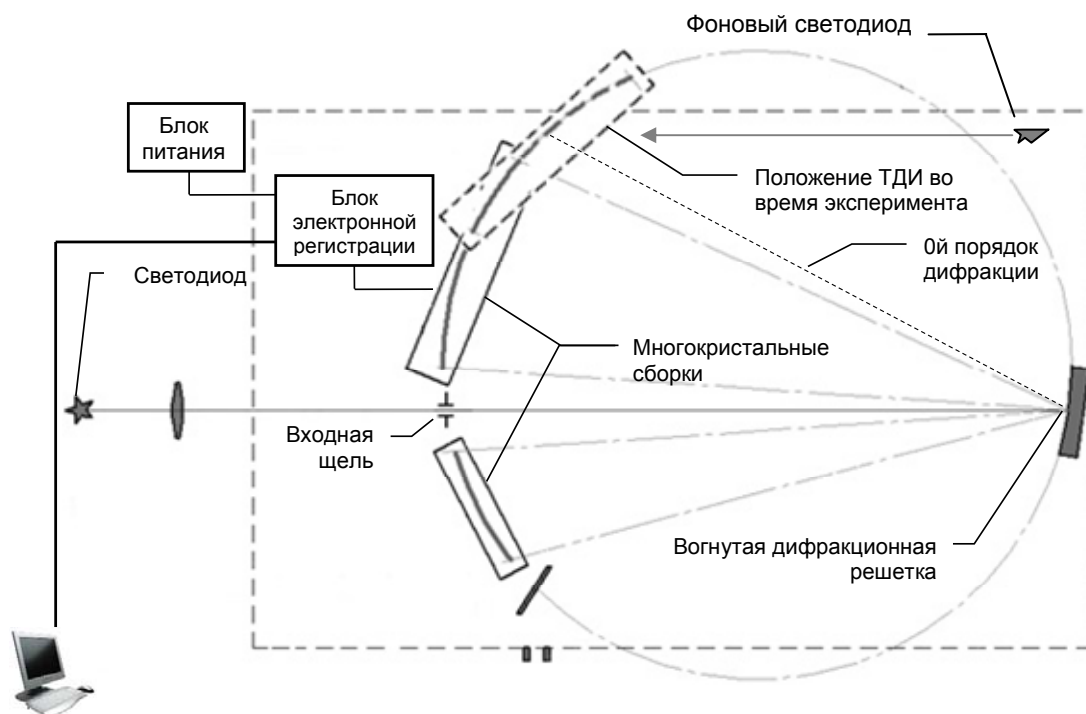 Фоновый светодиод
Блок
питания
Блок
электронной
регистрации
Положение ТДИ во
время эксперимента
0й порядок
дифракции
Светодиод
Многокристальные
сборки
Входная
щель
Вогнутая дифракционная
решетка